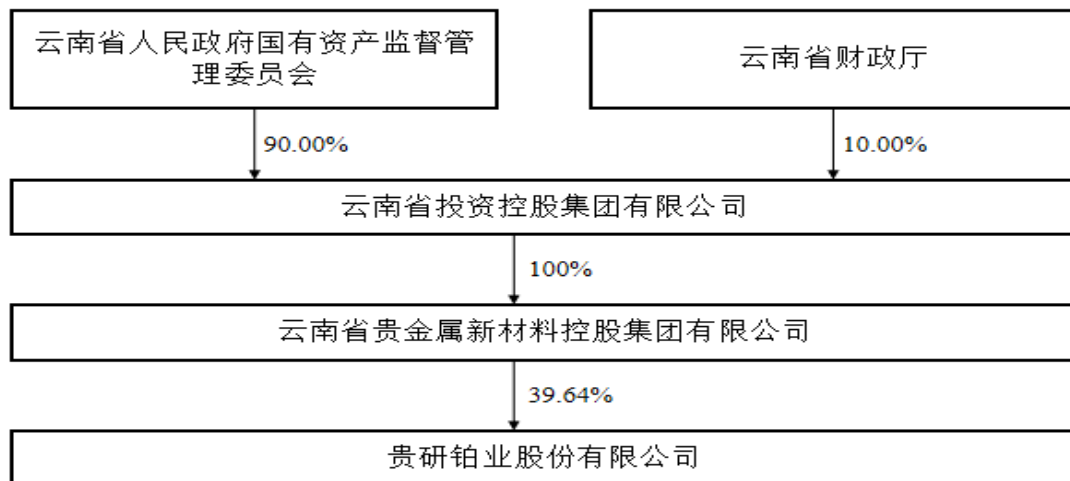 云南省人民政府国有资产监督管
理委员会
云南省财政厅
90.00%
10.00%
云南省投资控股集团有限公司
100%
云南省贵金属新材料控股集团有限公司
39.64%
贵研铂业股份有限公司